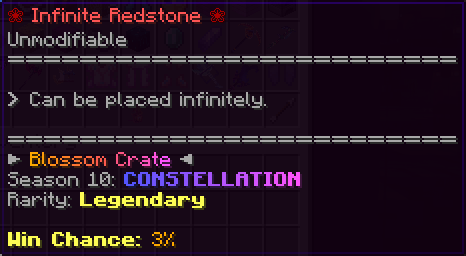 ❀ Infinite Redstone ❀
Unmodifiable
==============================
> Can be placed infinitely.
==============================
► Blossom Crate ◄
Season 10: CONSTELLATION
Rarity: Legendary
Win Chance: 3%